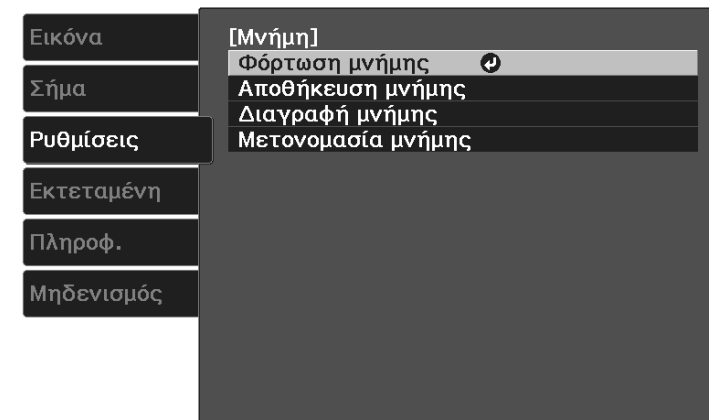 Εικόνα
Σήμα
Ρυθμίσεις
Εκτεταμένη
Πληροφ.
Μηδενισμός
[Μνήμη]
Φόρτωση μνήμης
Αποθήκευση μνήμης
Διαγραφή μνήμης
Μετονομασία μνήμης